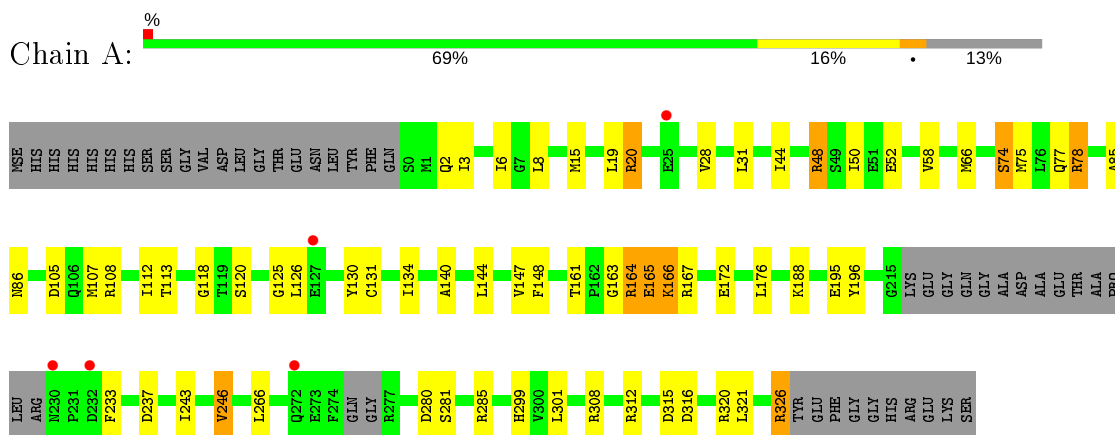 %
Chain A:
69% 16% • 13%
MSE HIS HIS HIS HIS HIS HIS SER SER GLY VAL ASP LEU GLY THR GLU ASN LEU TYR PHE GLN S0 M1 Q2 I3 I6 G7 L8 M15 L19 R20 E25 V28 L31 I44 R48 S49 I50 E51 E52 V58 M66 S74 M75 L76 Q77 R78 A85
N86 D105 Q106 M107 R108 I112 T113 G118 T119 S120 G125 L126 E127 Y130 C131 I134 A140 L144 V147 F148 T161 P162 G163 R164 E165 K166 R167 E172 L176 K188 E195 Y196 G215 LYS GLU GLY GLN GLY ALA ASP ALA GLU THR ALA PRO
LEU ARG N230 P231 D232 F233 D237 I243 V246 L266 Q272 E273 F274 GLN GLY R277 D280 S281 R285 H299 V300 L301 R308 R312 D315 D316 R320 L321 R326 TYR GLU PHE GLY GLY HIS ARG GLU LYS SER